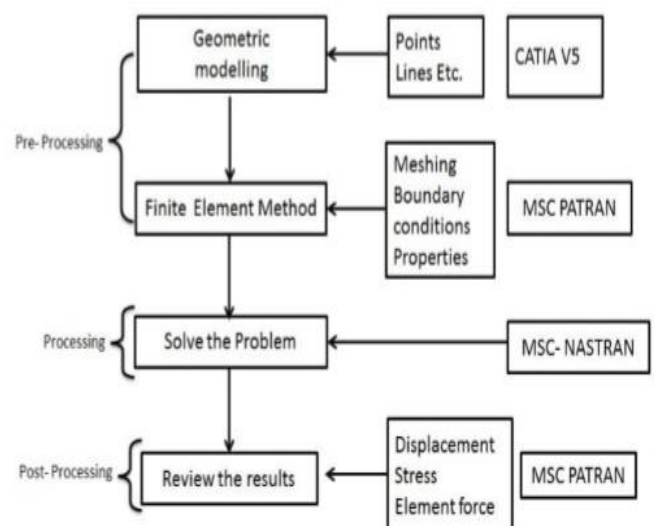 Geometric
modelling
Points
Lines Etc.
CATIA V5
Pre- Processing
Finite Element Method
Meshing
Boundary
conditions
Properties
MSC PATRAN
Processing
Solve the Problem
MSC- NASTRAN
Post- Processing
Review the results
Displacement
Stress
Element force
MSC PATRAN